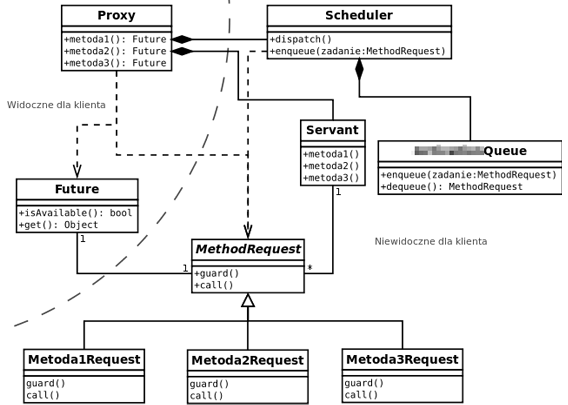 Proxy
+metoda1(): Future
+metoda2(): Future
+metoda3(): Future
Scheduler
+dispatch()
+enqueue(zadanie:MethodRequest)
Widoczne dla klienta
Servant
+metoda1()
+metoda2()
+metoda3()
1
Queue
+enqueue(zadanie:MethodRequest)
+dequeue(): MethodRequest
Future
+isAvailable(): bool
+get(): Object
1
Niewidoczne dla klienta
MethodRequest
+guard()
+call()
1
*
Metoda1Request
guard()
call()
Metoda2Request
guard()
call()
Metoda3Request
guard()
call()